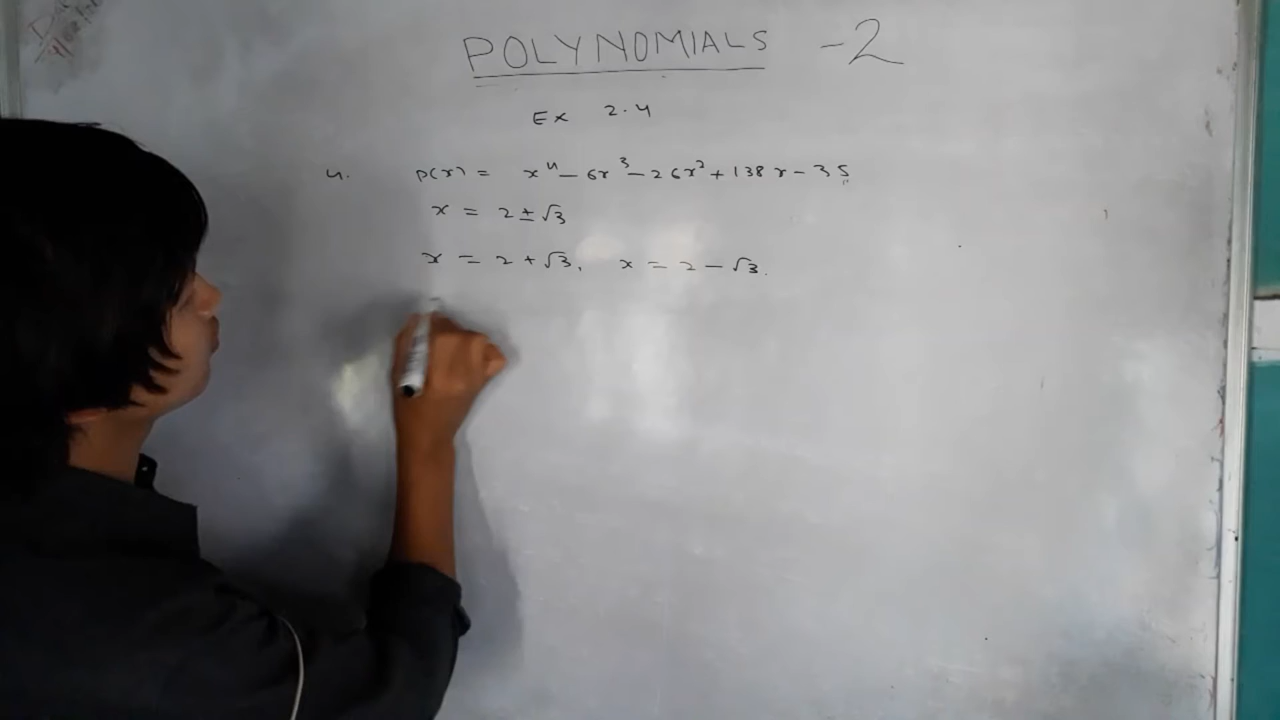 POLYNOMIALS -2
Ex 2.4
4. p(x) = x⁴ - 6x³ - 26x² + 138x - 35
x = 2 ± √3
x = 2 + √3, x = 2 - √3.